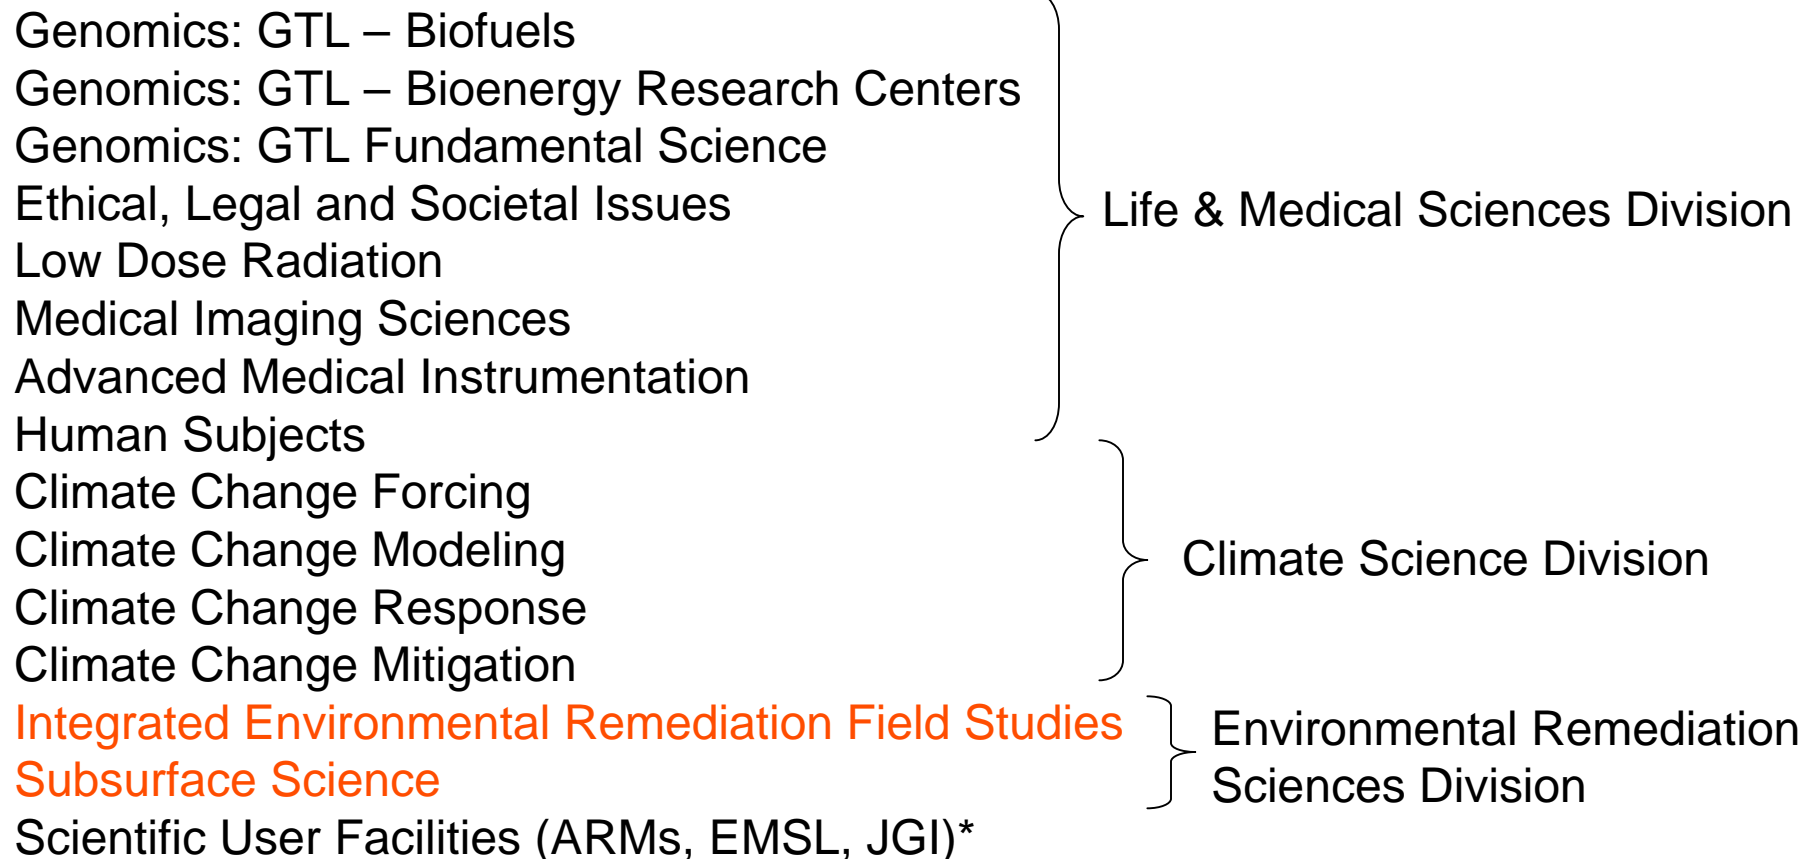 Genomics: GTL – Biofuels
Genomics: GTL – Bioenergy Research Centers
Genomics: GTL Fundamental Science
Ethical, Legal and Societal Issues
Low Dose Radiation
Medical Imaging Sciences
Advanced Medical Instrumentation
Human Subjects
Life & Medical Sciences Division
Climate Change Forcing
Climate Change Modeling
Climate Change Response
Climate Change Mitigation
Climate Science Division
Integrated Environmental Remediation Field Studies
Subsurface Science
Environmental Remediation
Sciences Division
Scientific User Facilities (ARMs, EMSL, JGI)*